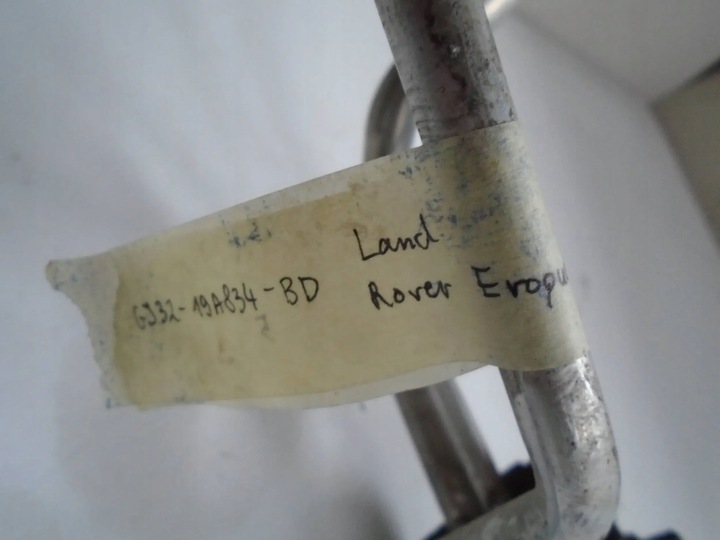 GJ32-19A834-BD
Land
Rover Evoqu